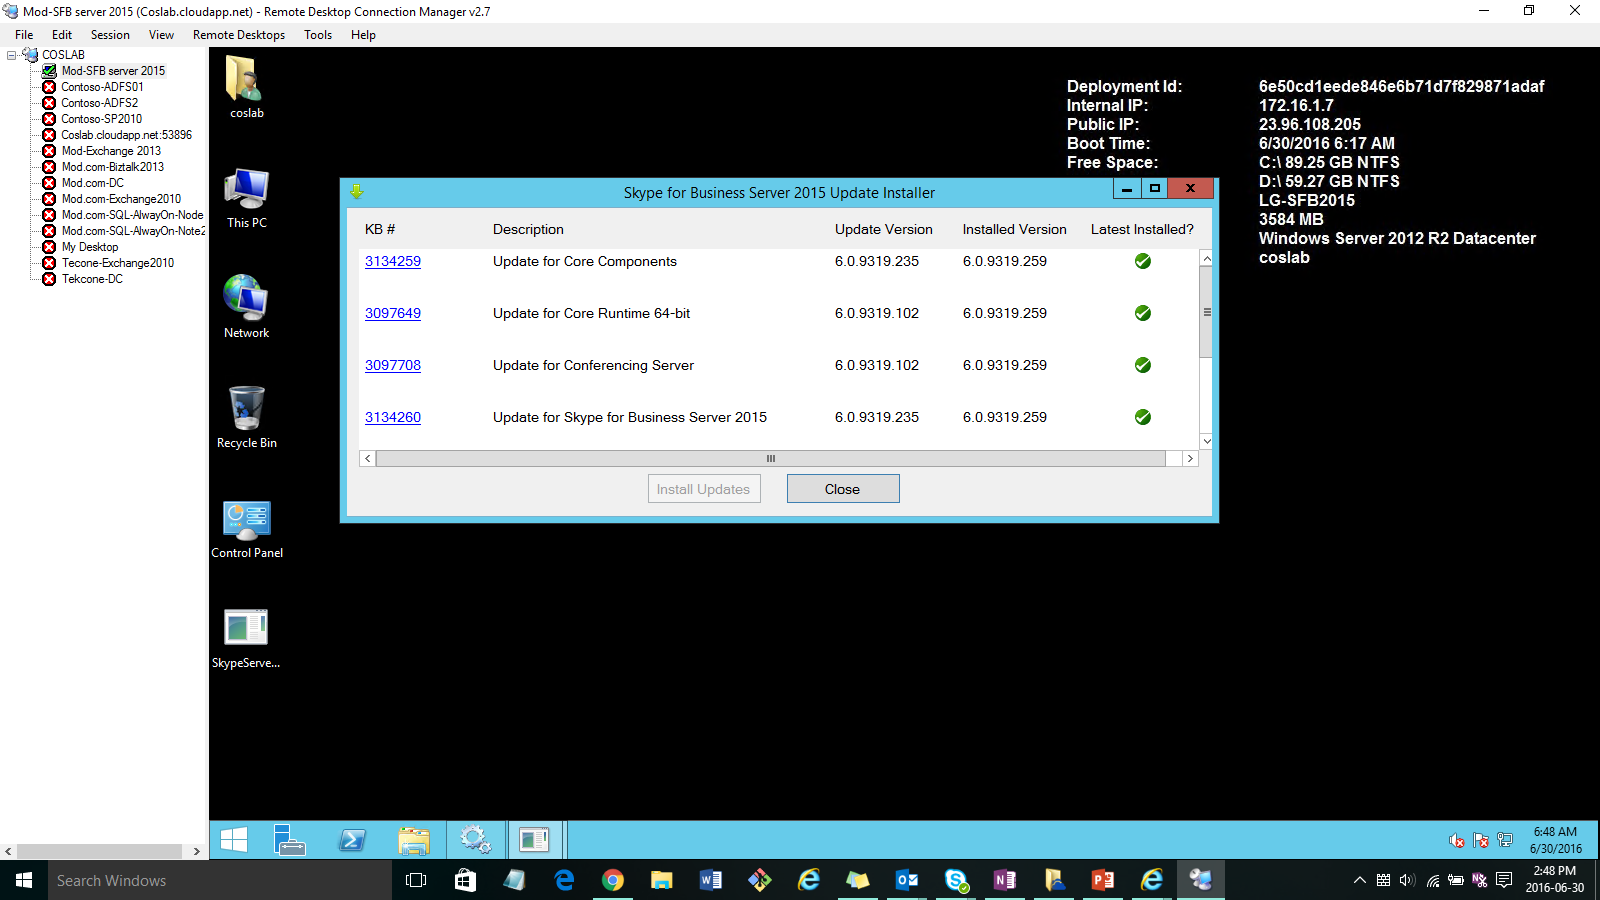 Mod-SFB server 2015 (Coslab.cloudapp.net) - Remote Desktop Connection Manager v2.7
File Edit Session View Remote Desktops Tools Help
COSLAB
Mod-SFB server 2015
Contoso-ADFS01
Contoso-ADFS2
Contoso-SP2010
Coslab.cloudapp.net:53896
Mod-Exchange 2013
Mod.com-Biztalk2013
Mod.com-DC
Mod.com-Exchange2010
Mod.com-SQL-AlwayOn-Node
Mod.com-SQL-AlwayOn-Note2
My Desktop
Tecone-Exchange2010
Tekcone-DC
coslab
This PC
Network
Recycle Bin
Control Panel
SkypeServe...
Deployment Id: 6e50cd1eede846e6b71d7f829871adaf
Internal IP: 172.16.1.7
Public IP: 23.96.108.205
Boot Time: 6/30/2016 6:17 AM
Free Space: C:\ 89.25 GB NTFS
D:\ 59.27 GB NTFS
LG-SFB2015
3584 MB
Windows Server 2012 R2 Datacenter
coslab
Skype for Business Server 2015 Update Installer
KB # Description Update Version Installed Version Latest Installed?
3134259 Update for Core Components 6.0.9319.235 6.0.9319.259
3097649 Update for Core Runtime 64-bit 6.0.9319.102 6.0.9319.259
3097708 Update for Conferencing Server 6.0.9319.102 6.0.9319.259
3134260 Update for Skype for Business Server 2015 6.0.9319.235 6.0.9319.259
Install Updates Close
6:48 AM
6/30/2016
Search Windows
2:48 PM
2016-06-30